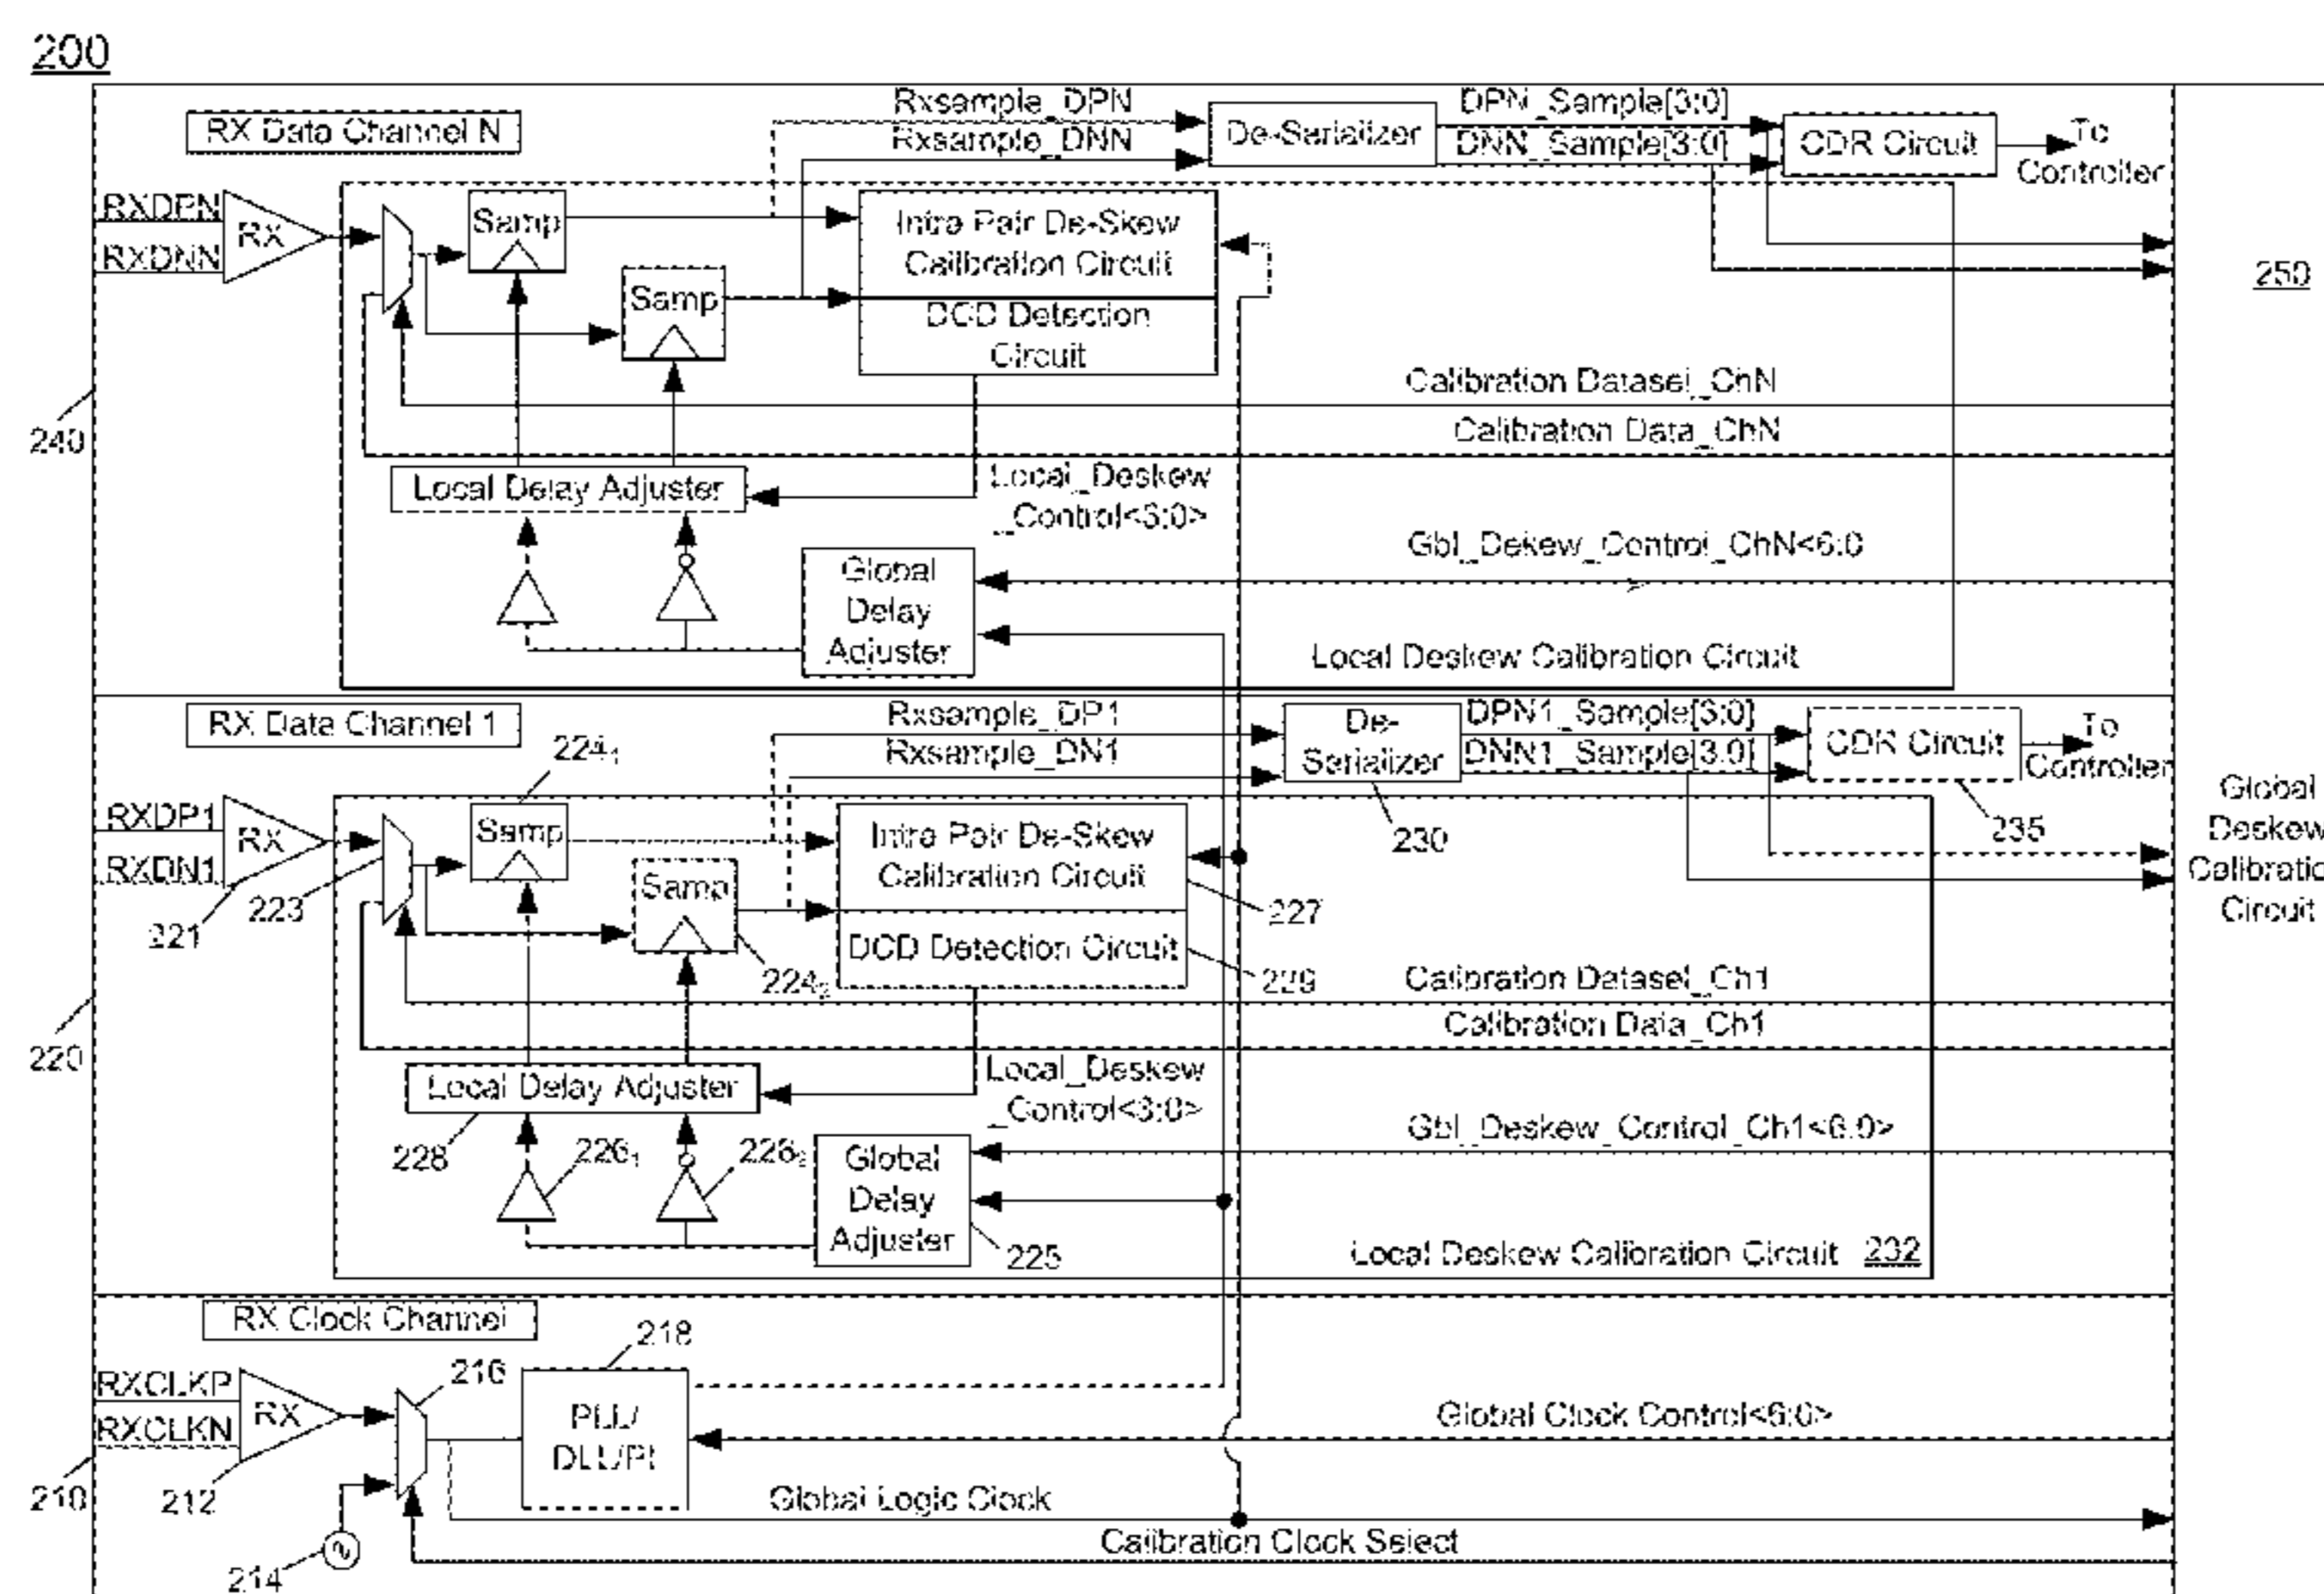 200
RX Data Channel N
Rxsample_DPN
Rxsample_DNN
De-Serializer
DPN_Sample[3:0]
DNN_Sample[3:0]
CDR Circuit
To
Controller
RXDPN
RXDNN
RX
Samp
Samp
Intra Pair De-Skew
Calibration Circuit
DCD Detection
Circuit
250
Calibration Datasel_ChN
Calibration Data_ChN
240
Local Delay Adjuster
Local_Deskew
_Control<3:0>
Gbl_Dekew_Control_ChN<6:0
Global
Delay
Adjuster
Local Deskew Calibration Circuit
RX Data Channel 1
224₁
Rxsample_DP1
Rxsample_DN1
De-
Serializer
DPN1_Sample[3:0]
DNN1_Sample[3:0]
CDR Circuit
To
Controller
230
235
Global
Deskew
Calibratio
Circuit
RXDP1
RXDN1
RX
221
223
Samp
Samp
224₂
Intra Pair De-Skew
Calibration Circuit
227
DCD Detection Circuit
229
Calibration Datasel_Ch1
Calibration Data_Ch1
220
Local Delay Adjuster
Local_Deskew
_Control<3:0>
228
226₁
226₂
Gbl_Deskew_Control_Ch1<6:0>
Global
Delay
Adjuster
225
Local Deskew Calibration Circuit 232
RX Clock Channel
218
216
RXCLKP
RXCLKN
RX
PLL/
DLL/PI
Global Clock Control<6:0>
210
212
Global Logic Clock
Calibration Clock Select
214